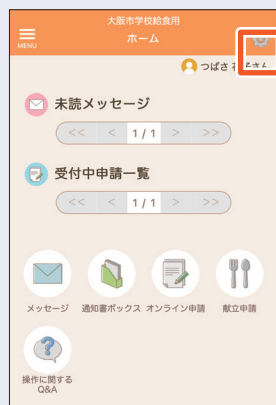 大阪市学校給食用
MENU
ホーム
つばさ
さん
未読メッセージ
<< < 1 / 1 > >>
受付中申請一覧
<< < 1 / 1 > >>
メッセージ 通知書ボックス オンライン申請 献立申請
操作に関する
Q&A